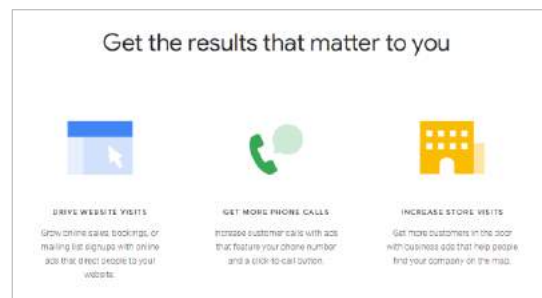 Get the results that matter to you
DRIVE WEBSITE VISITS
Grow online sales, bookings, or
mailing list signups with online
ads that direct people to your
website.
GET MORE PHONE CALLS
Increase customer calls with ads
that feature your phone number
and a click-to-call button.
INCREASE STORE VISITS
Get more customers in the door
with business ads that help people
find your company on the map.